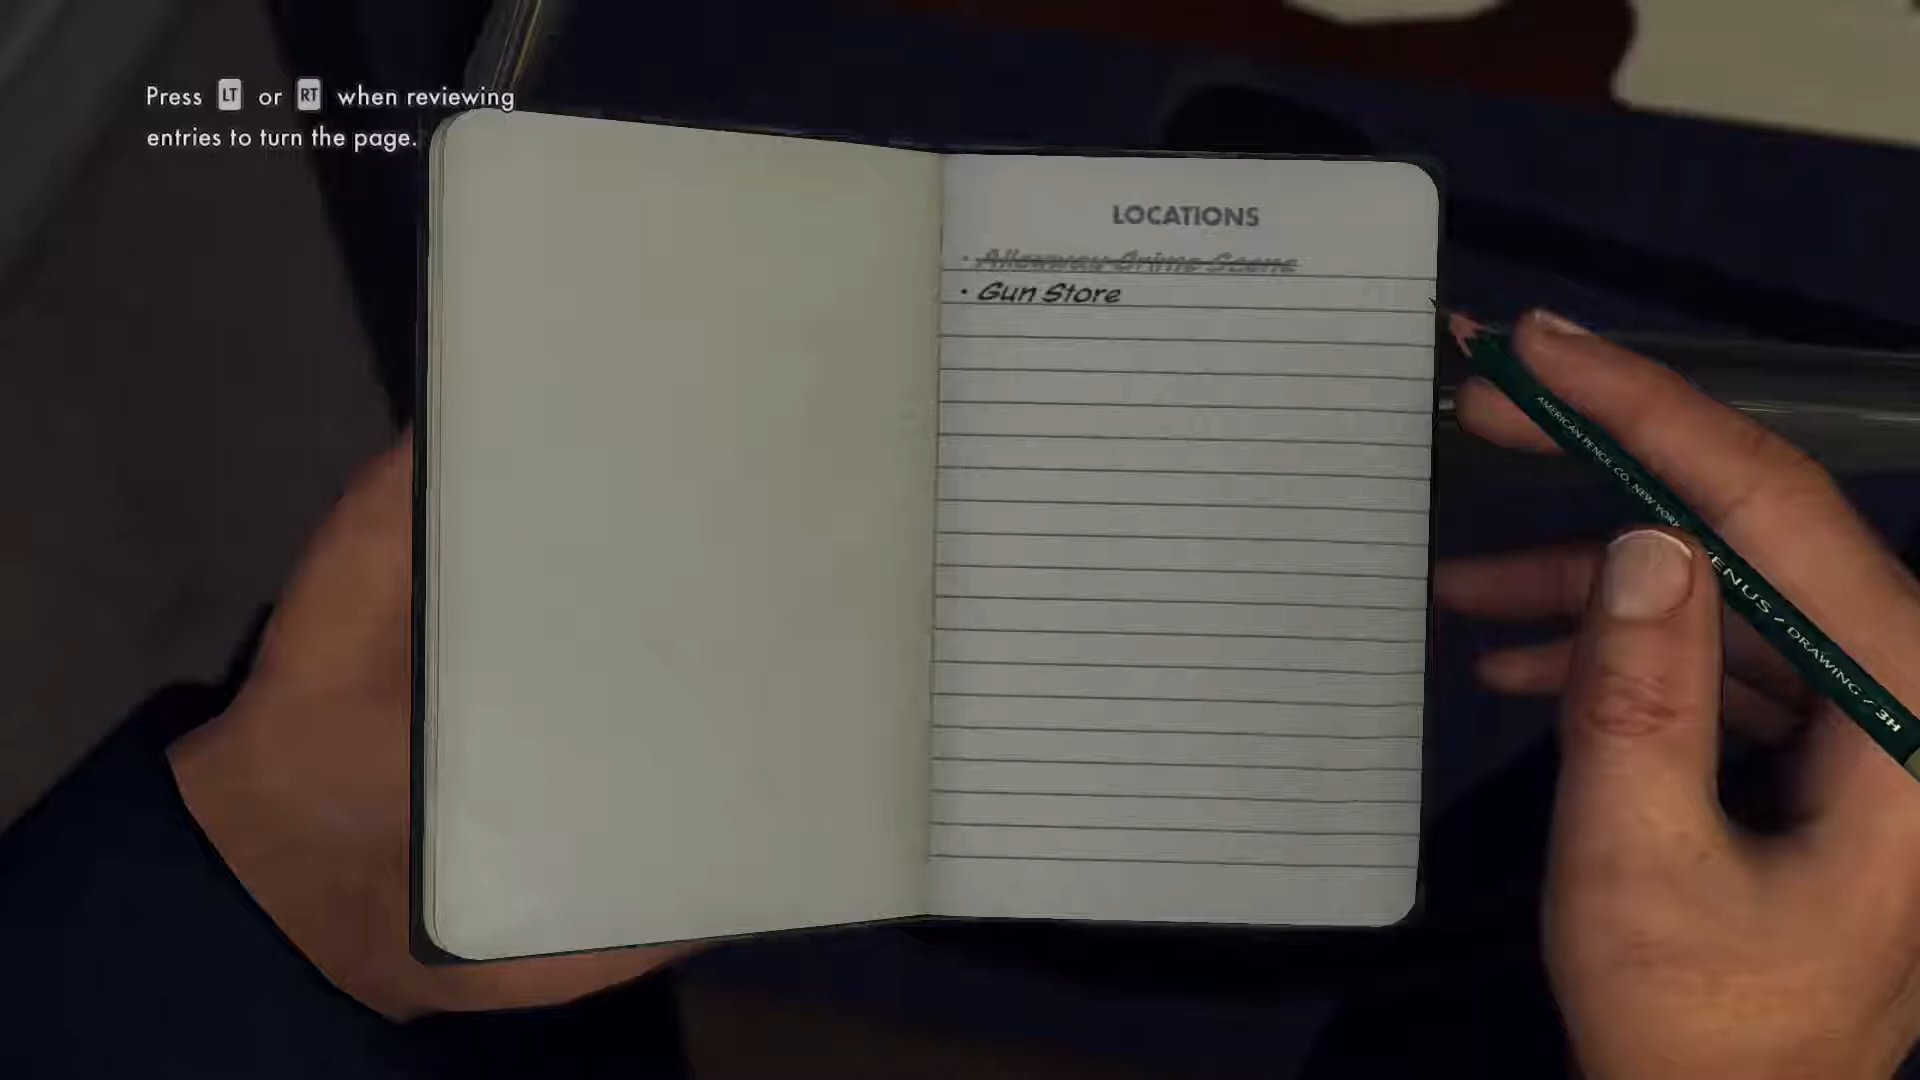 Press LT or RT when reviewing
entries to turn the page.
LOCATIONS
· Alleyway Crime Scene
· Gun Store
AMERICAN PENCIL CO. NEW YORK VENUS / DRAWING / 3H